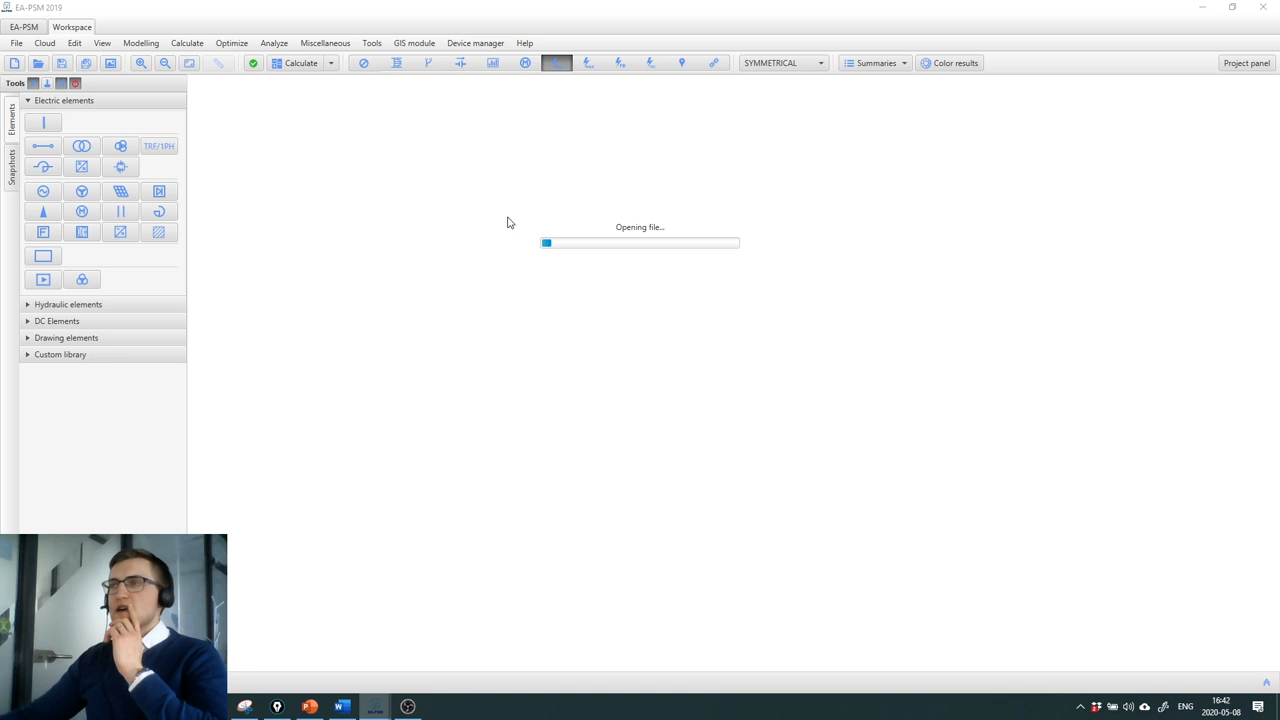 EA-PSM 2019
EA-PSM Workspace
File Cloud Edit View Modelling Calculate Optimize Analyze Miscellaneous Tools GIS module Device manager Help
Calculate SYMMETRICAL Summaries Color results Project panel
Tools
Elements
Snapshots
Electric elements
TRF/1PH
Hydraulic elements
DC Elements
Drawing elements
Custom library
Opening file...
ENG
16:42
2020-05-08